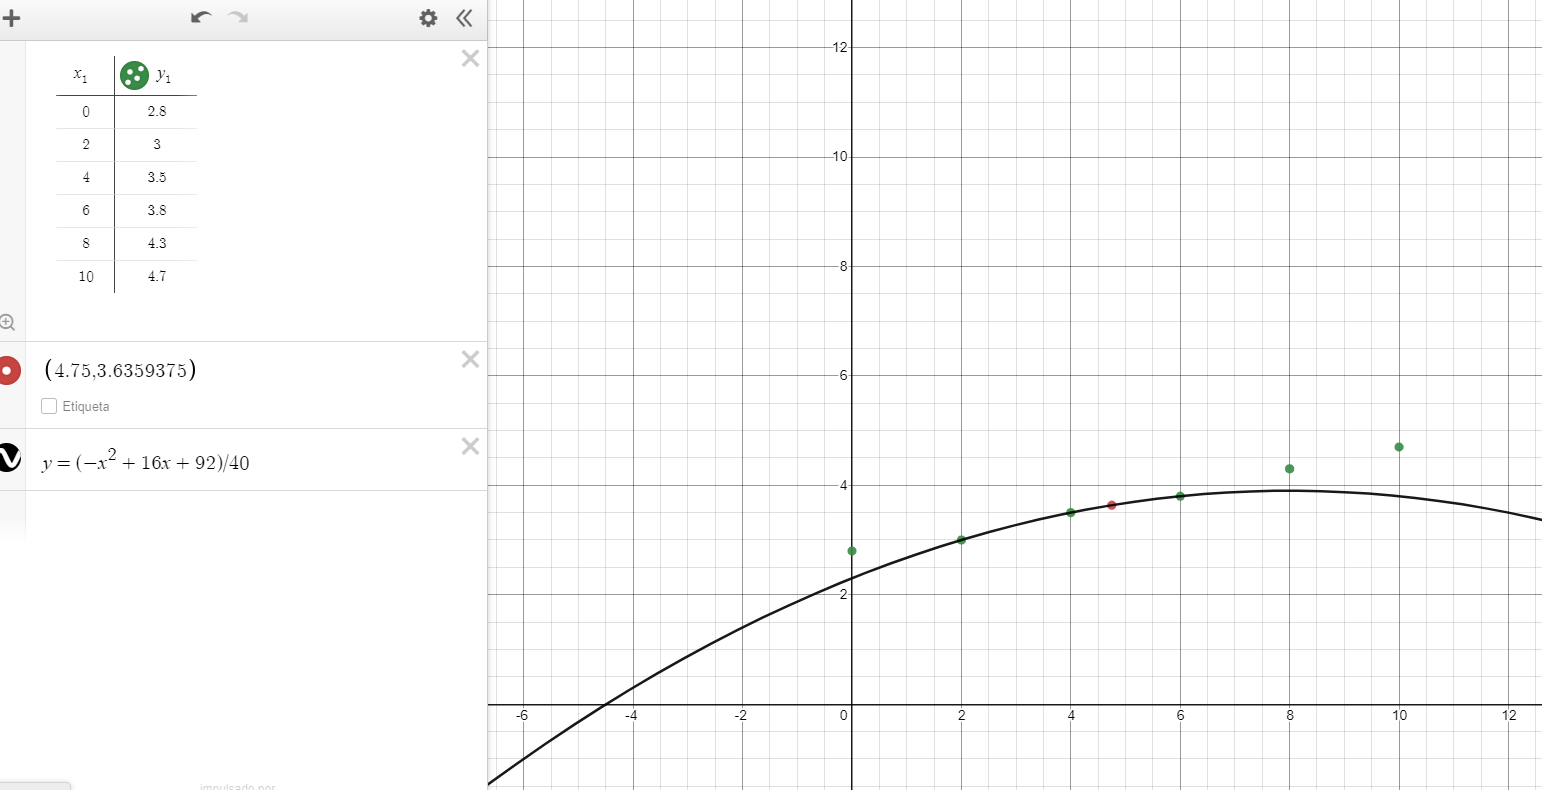 x₁ y₁
0 2.8
2 3
4 3.5
6 3.8
8 4.3
10 4.7
(4.75,3.6359375)
Etiqueta
y = (−x² + 16x + 92)/40
impulsado por
12
10
8
6
4
2
-6 -4 -2 0 2 4 6 8 10 12